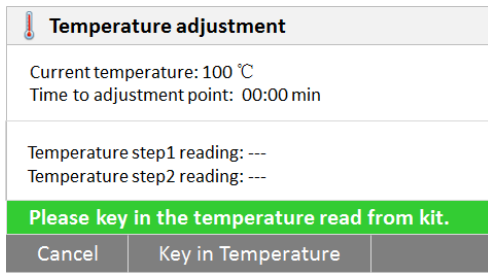 Temperature adjustment
Current temperature: 100 ℃
Time to adjustment point: 00:00 min
Temperature step1 reading: ---
Temperature step2 reading: ---
Please key in the temperature read from kit.
Cancel
Key in Temperature